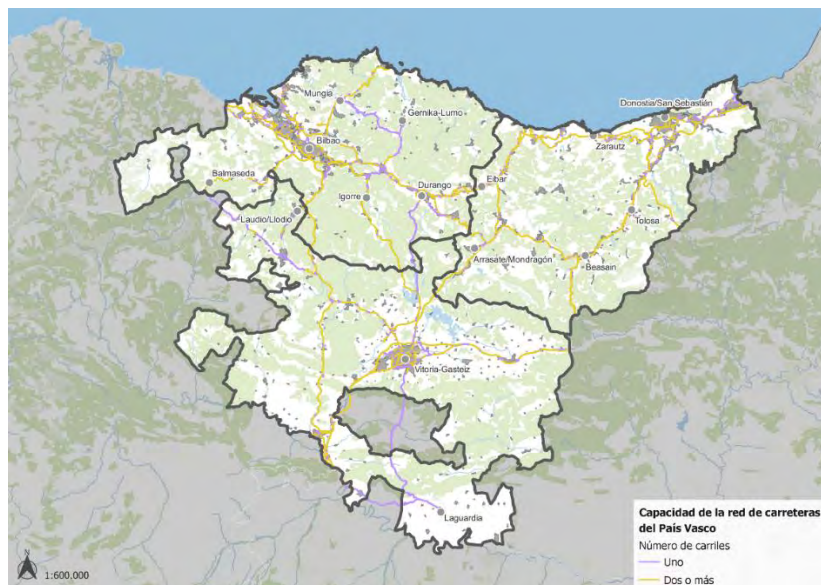 Mungia
Gernika-Lumo
Donostia/San Sebastián
Bilbao
Zarautz
Balmaseda
Durango
Eibar
Igorre
Laudio/Llodio
Tolosa
Arrasate/Mondragón
Beasain
Vitoria-Gasteiz
Laguardia
Capacidad de la red de carreteras
del País Vasco
Número de carriles
Uno
Dos o más
N
1:600.000